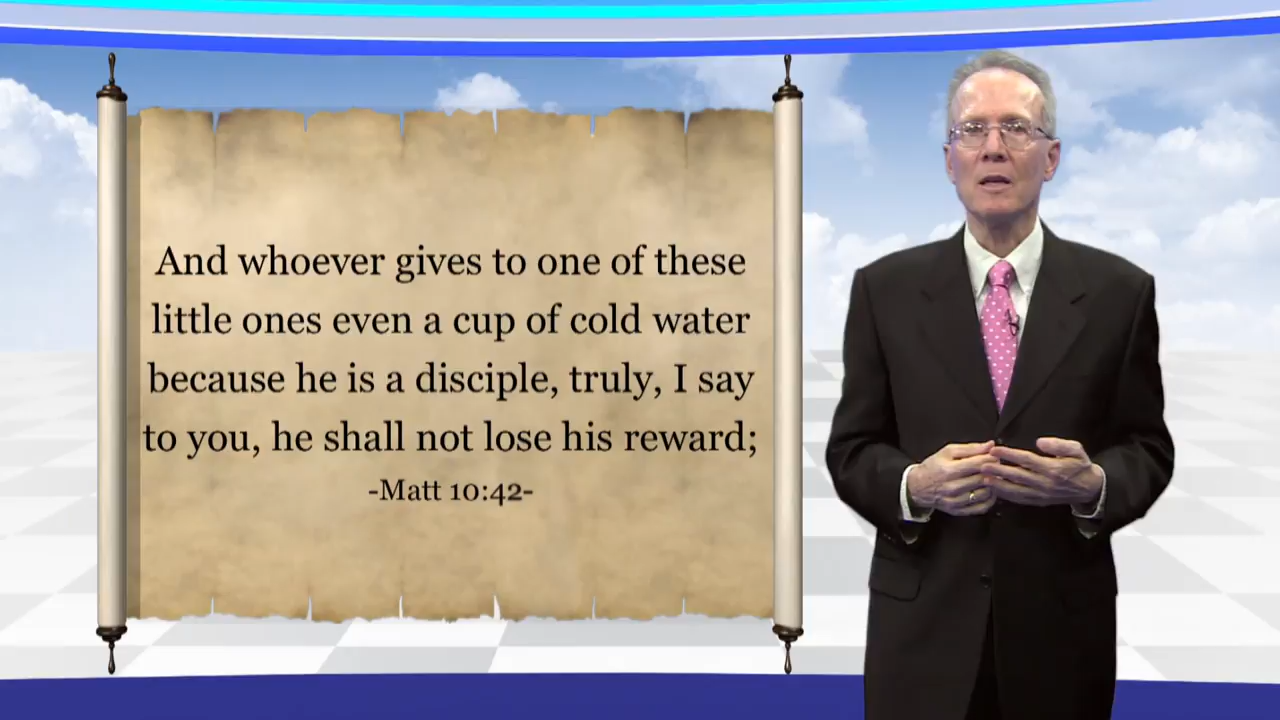 And whoever gives to one of these
little ones even a cup of cold water
because he is a disciple, truly, I say
to you, he shall not lose his reward;
-Matt 10:42-